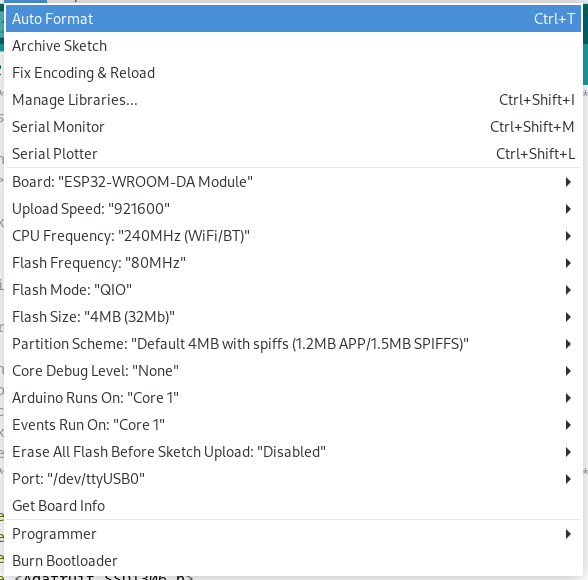 Auto Format Ctrl+T
Archive Sketch
Fix Encoding & Reload
Manage Libraries... Ctrl+Shift+I
Serial Monitor Ctrl+Shift+M
Serial Plotter Ctrl+Shift+L
Board: "ESP32-WROOM-DA Module"
Upload Speed: "921600"
CPU Frequency: "240MHz (WiFi/BT)"
Flash Frequency: "80MHz"
Flash Mode: "QIO"
Flash Size: "4MB (32Mb)"
Partition Scheme: "Default 4MB with spiffs (1.2MB APP/1.5MB SPIFFS)"
Core Debug Level: "None"
Arduino Runs On: "Core 1"
Events Run On: "Core 1"
Erase All Flash Before Sketch Upload: "Disabled"
Port: "/dev/ttyUSB0"
Get Board Info
Programmer
Burn Bootloader